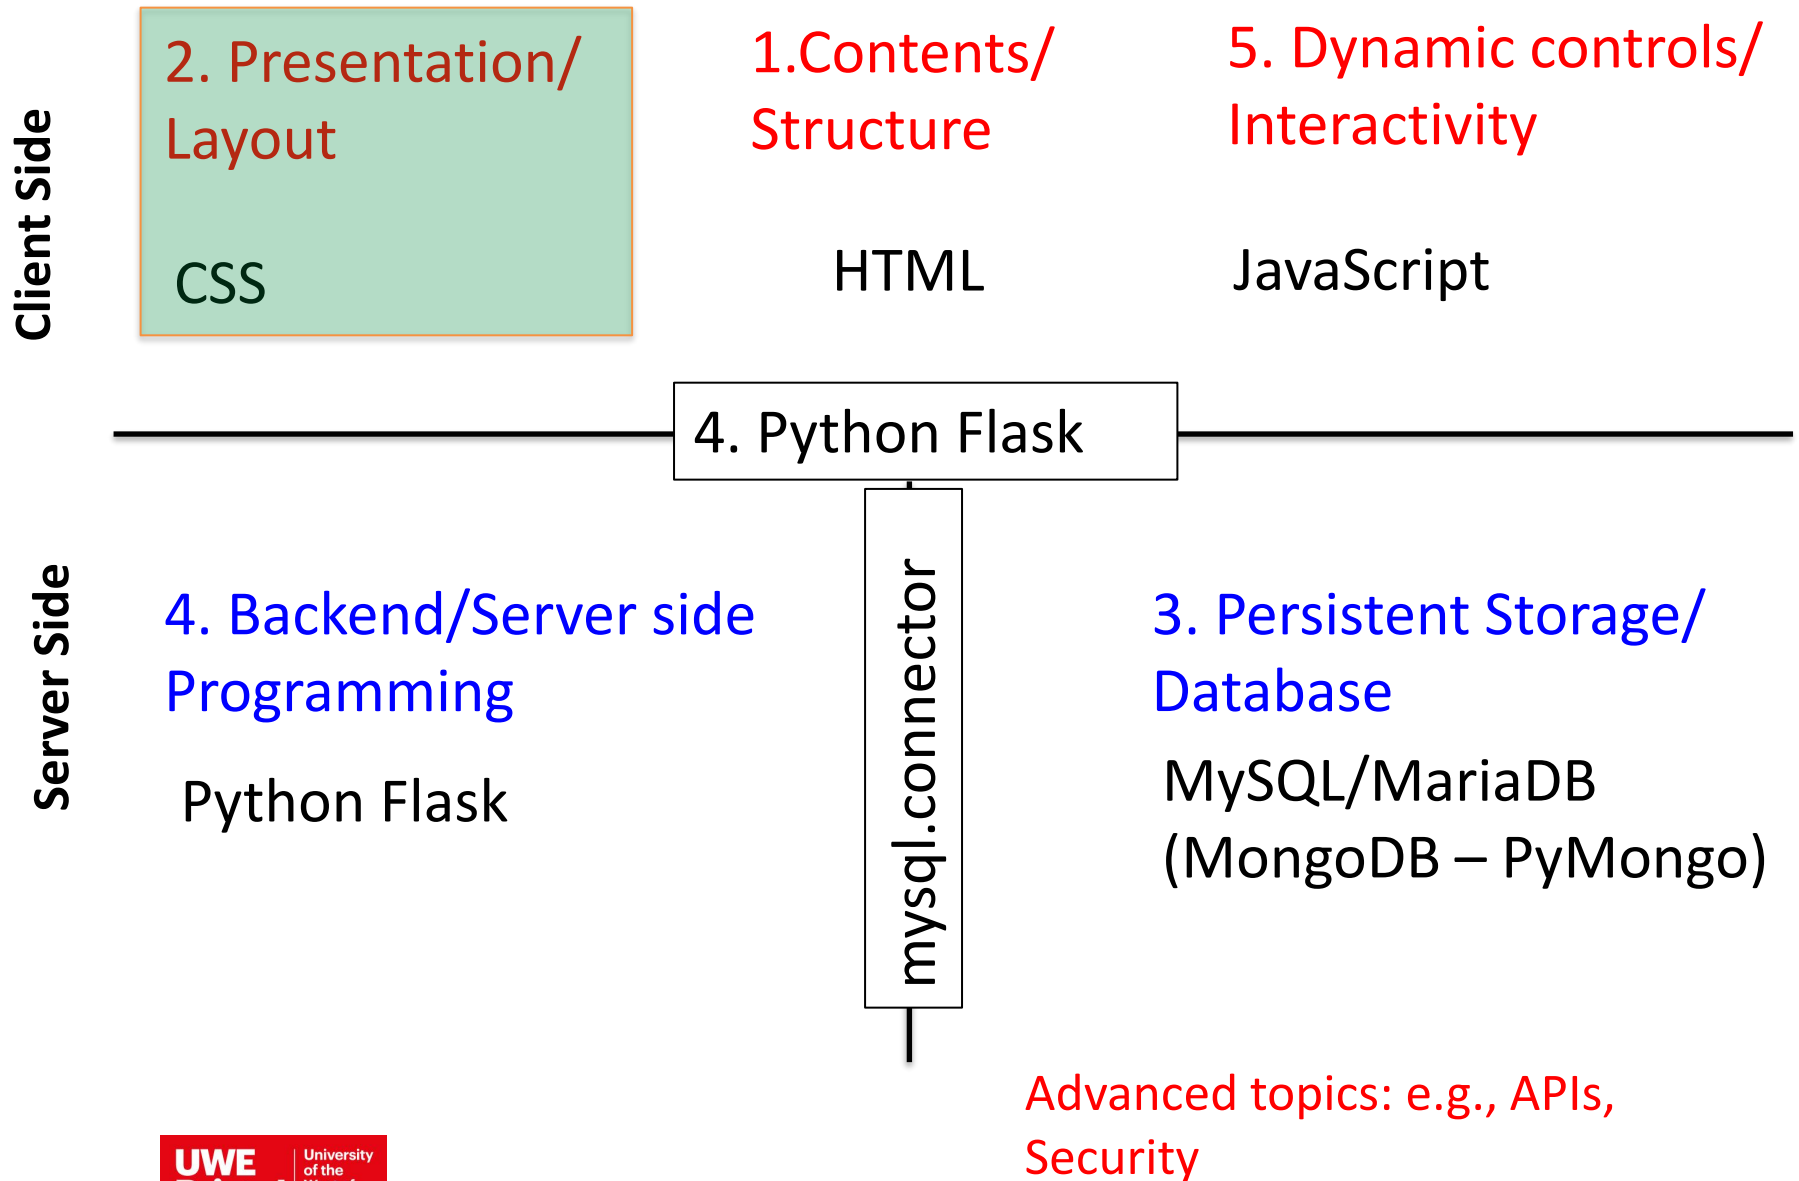 Client Side
2. Presentation/
Layout
CSS
1.Contents/
Structure
HTML
5. Dynamic controls/
Interactivity
JavaScript
4. Python Flask
Server Side
4. Backend/Server side
Programming
Python Flask
mysql.connector
3. Persistent Storage/
Database
MySQL/MariaDB
(MongoDB – PyMongo)
Advanced topics: e.g., APIs,
Security
UWE
University
of the